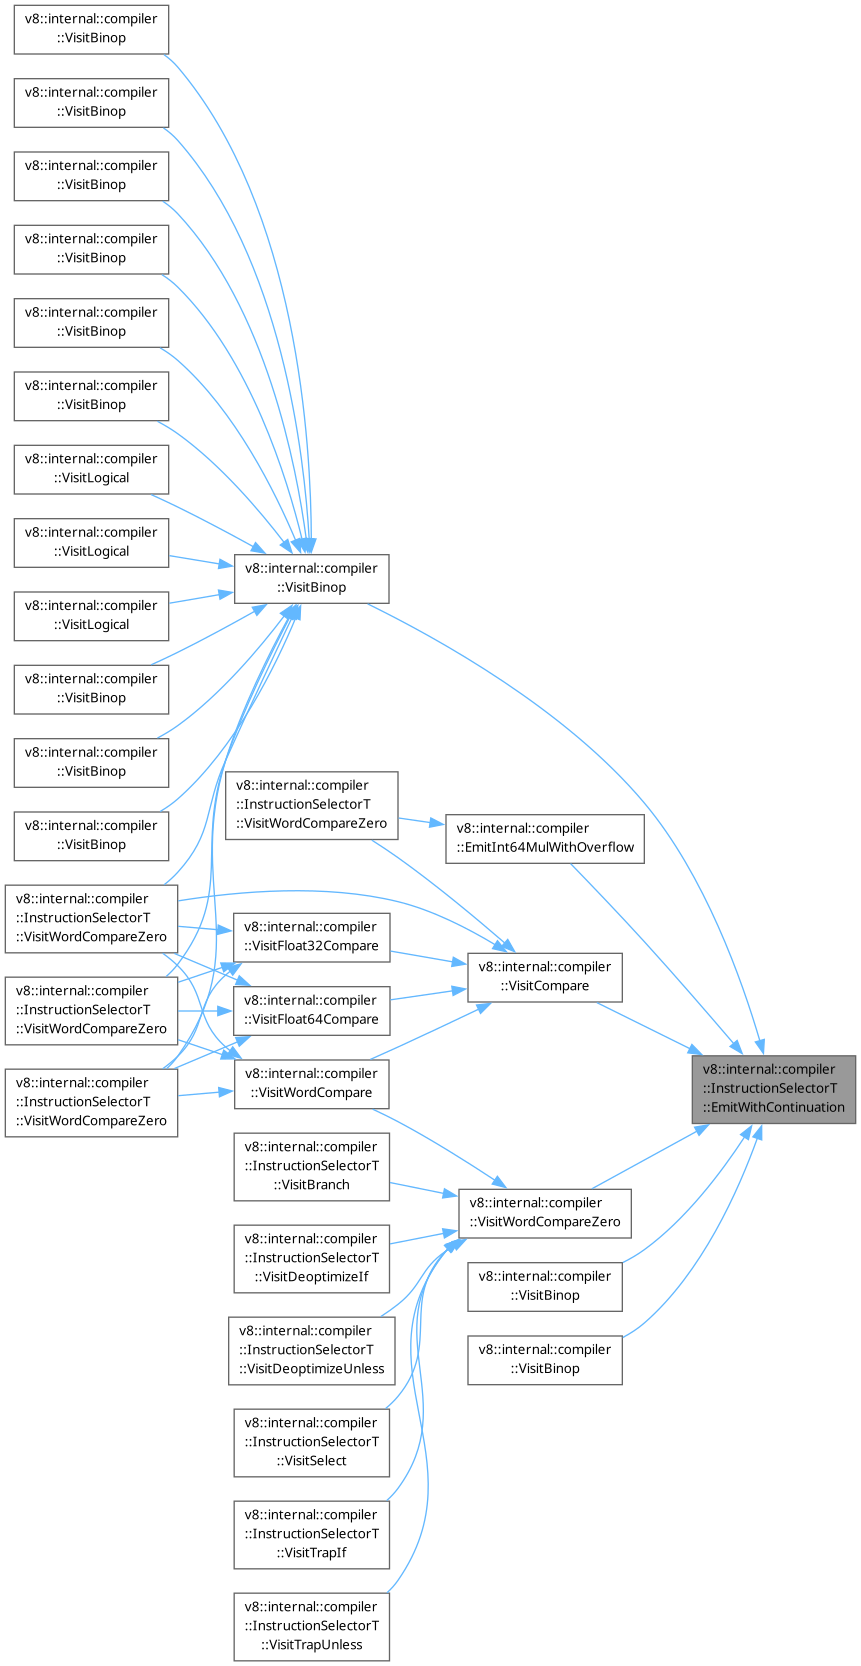 v8::internal::compiler
::VisitBinop
v8::internal::compiler
::VisitBinop
v8::internal::compiler
::VisitBinop
v8::internal::compiler
::VisitBinop
v8::internal::compiler
::VisitBinop
v8::internal::compiler
::VisitBinop
v8::internal::compiler
::VisitLogical
v8::internal::compiler
::VisitLogical
v8::internal::compiler
::VisitLogical
v8::internal::compiler
::VisitBinop
v8::internal::compiler
::VisitBinop
v8::internal::compiler
::VisitBinop
v8::internal::compiler
::InstructionSelectorT
::VisitWordCompareZero
v8::internal::compiler
::InstructionSelectorT
::VisitWordCompareZero
v8::internal::compiler
::InstructionSelectorT
::VisitWordCompareZero
v8::internal::compiler
::VisitBinop
v8::internal::compiler
::InstructionSelectorT
::VisitWordCompareZero
v8::internal::compiler
::VisitFloat32Compare
v8::internal::compiler
::VisitFloat64Compare
v8::internal::compiler
::VisitWordCompare
v8::internal::compiler
::InstructionSelectorT
::VisitBranch
v8::internal::compiler
::InstructionSelectorT
::VisitDeoptimizeIf
v8::internal::compiler
::InstructionSelectorT
::VisitDeoptimizeUnless
v8::internal::compiler
::InstructionSelectorT
::VisitSelect
v8::internal::compiler
::InstructionSelectorT
::VisitTrapIf
v8::internal::compiler
::InstructionSelectorT
::VisitTrapUnless
v8::internal::compiler
::EmitInt64MulWithOverflow
v8::internal::compiler
::VisitCompare
v8::internal::compiler
::VisitWordCompareZero
v8::internal::compiler
::VisitBinop
v8::internal::compiler
::VisitBinop
v8::internal::compiler
::InstructionSelectorT
::EmitWithContinuation